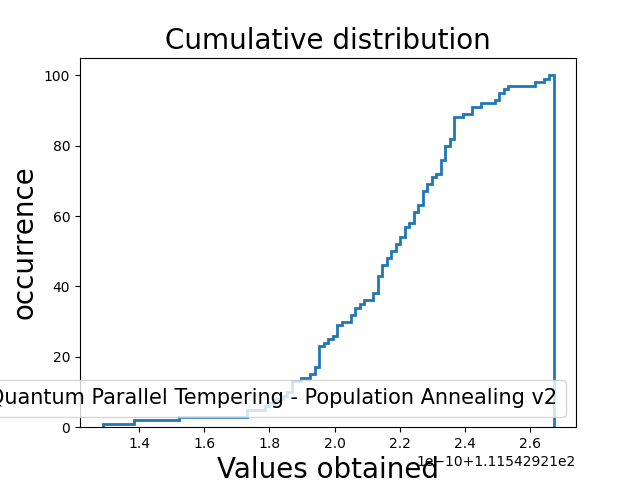 Cumulative distribution
100
80
60
40
20
0
occurrence
Quantum Parallel Tempering - Population Annealing v2
1.4 1.6 1.8 2.0 2.2 2.4 2.6
1e−10+1.11542921e2
Values obtained